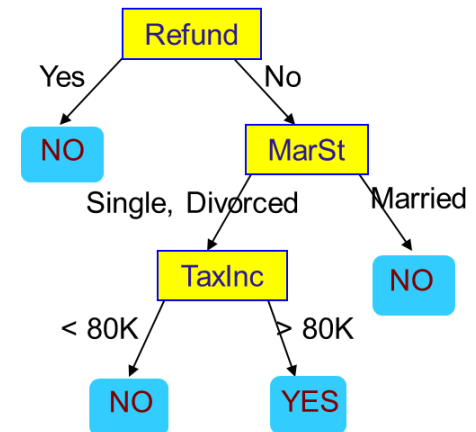 Refund
Yes
No
NO
MarSt
Single, Divorced
Married
TaxInc
NO
< 80K
> 80K
NO
YES